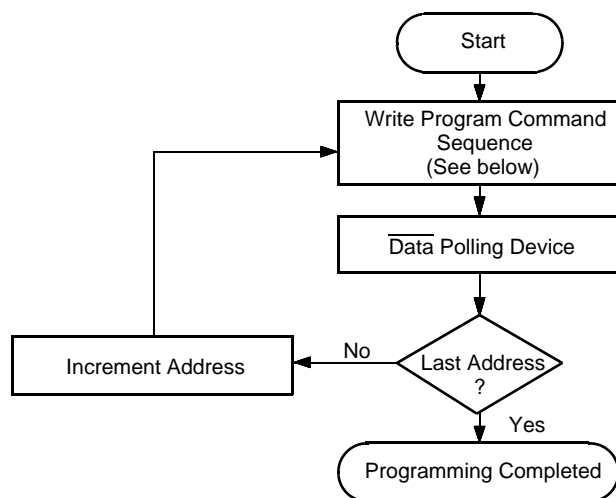 Start
Write Program Command
Sequence
(See below)
Data Polling Device
No
Last Address
?
Increment Address
Yes
Programming Completed